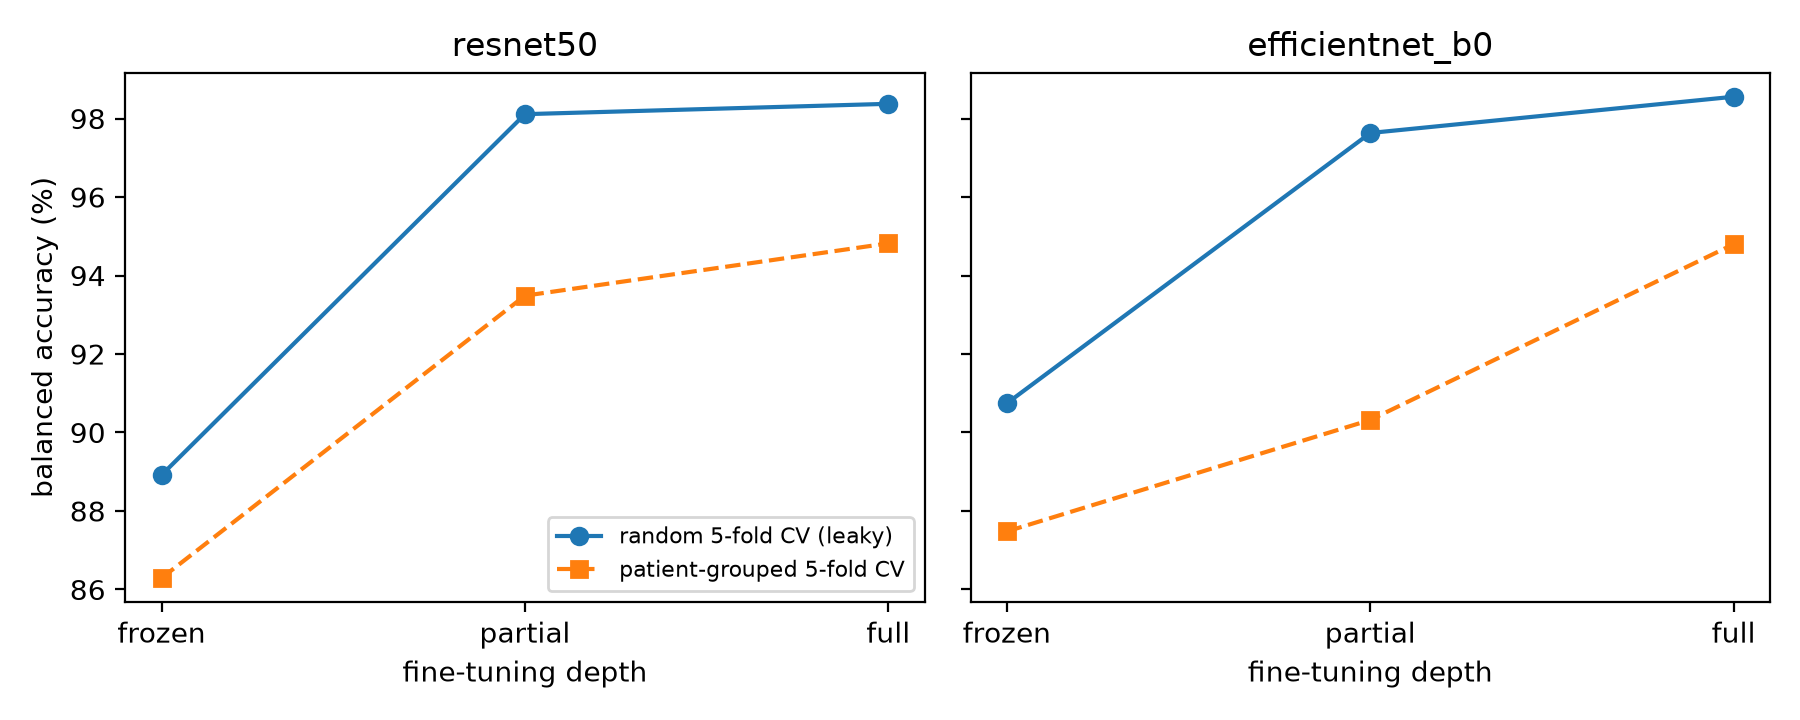 resnet50
efficientnet_b0
balanced accuracy (%)
98
96
94
92
90
88
86
random 5-fold CV (leaky)
patient-grouped 5-fold CV
frozen partial full
frozen partial full
fine-tuning depth
fine-tuning depth